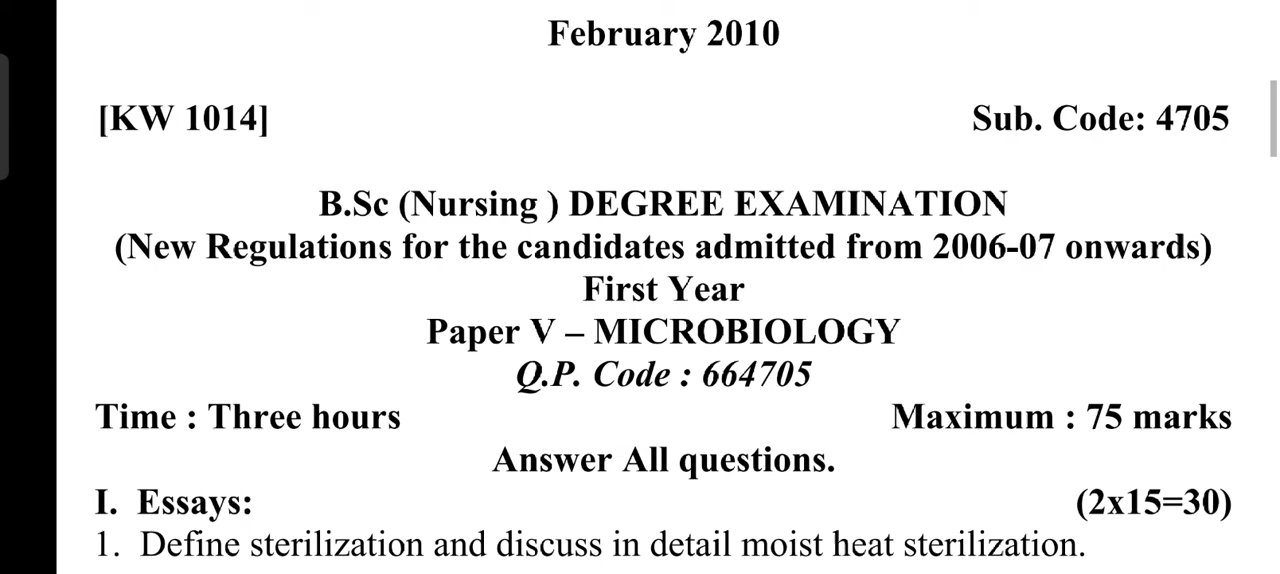 February 2010
[KW 1014] Sub. Code: 4705
B.Sc (Nursing ) DEGREE EXAMINATION
(New Regulations for the candidates admitted from 2006-07 onwards)
First Year
Paper V – MICROBIOLOGY
Q.P. Code : 664705
Time : Three hours Maximum : 75 marks
Answer All questions.
I. Essays: (2x15=30)
1. Define sterilization and discuss in detail moist heat sterilization.